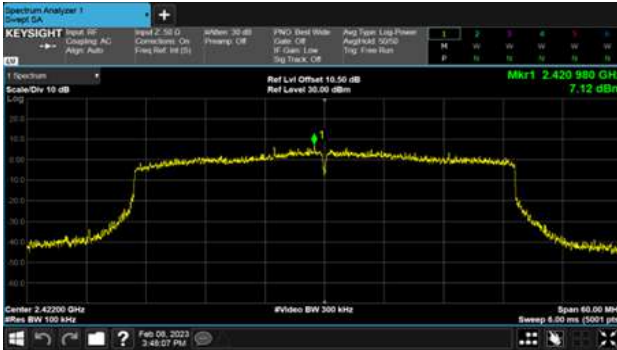 Spectrum Analyzer 1
Swept SA
KEYSIGHT
Input: RF
Coupling: AC
Align: Auto
Input Z: 50 Ω
Corrections: On
Freq Ref: Int (S)
#Atten: 30 dB
Preamp: Off
PNO: Best Wide
Gate: Off
IF Gain: Low
Sig Track: Off
Avg Type: Log-Power
Avg|Hold: 50/50
Trig: Free Run
1 2 3 4 5 6
M W W W W W
P N N N N N
1 Spectrum
Scale/Div 10 dB
Ref Lvl Offset 10.50 dB
Ref Level 30.00 dBm
Mkr1 2.420 980 GHz
7.12 dBm
Log
20.0
10.0
0.00
-10.0
-20.0
-30.0
-40.0
-50.0
-60.0
1
Center 2.42200 GHz
#Res BW 100 kHz
#Video BW 300 kHz
Span 60.00 MH
Sweep 6.00 ms (5001 pts
Feb 08, 2023
3:48:07 PM